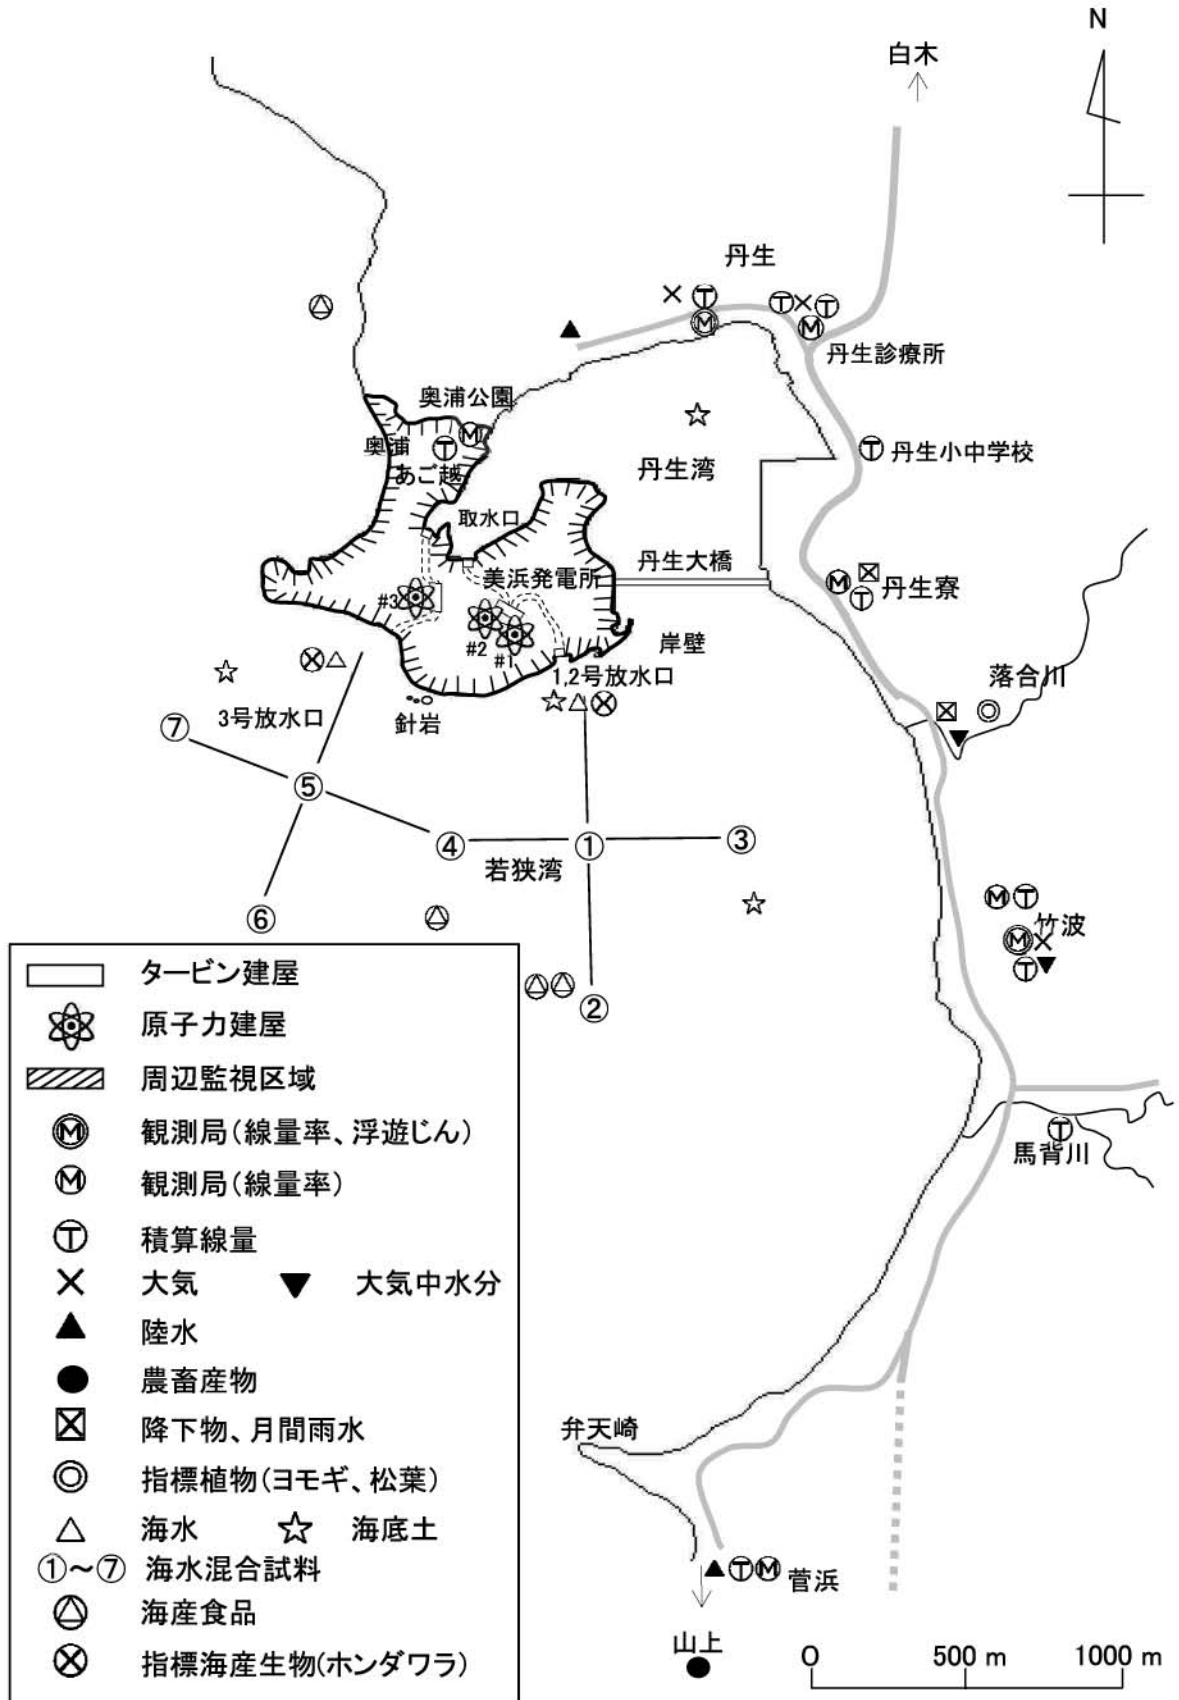 N
白木
丹生
丹生診療所
奥浦公園
奥浦
あご越
丹生小中学校
丹生湾
取水口
丹生大橋
美浜発電所
丹生寮
#3
#2
#1
岸壁
1,2号放水口
落合川
3号放水口
針岩
⑦
⑤
④
①
③
若狭湾
⑥
竹波
②
タービン建屋
原子力建屋
周辺監視区域
Ⓜ 観測局(線量率、浮遊じん)
Ⓜ 観測局(線量率)
Ⓣ 積算線量
大気 大気中水分
陸水
農畜産物
降下物、月間雨水
指標植物(ヨモギ、松葉)
海水 海底土
①~⑦ 海水混合試料
海産食品
指標海産生物(ホンダワラ)
馬背川
弁天崎
菅浜
山上
0 500 m 1000 m